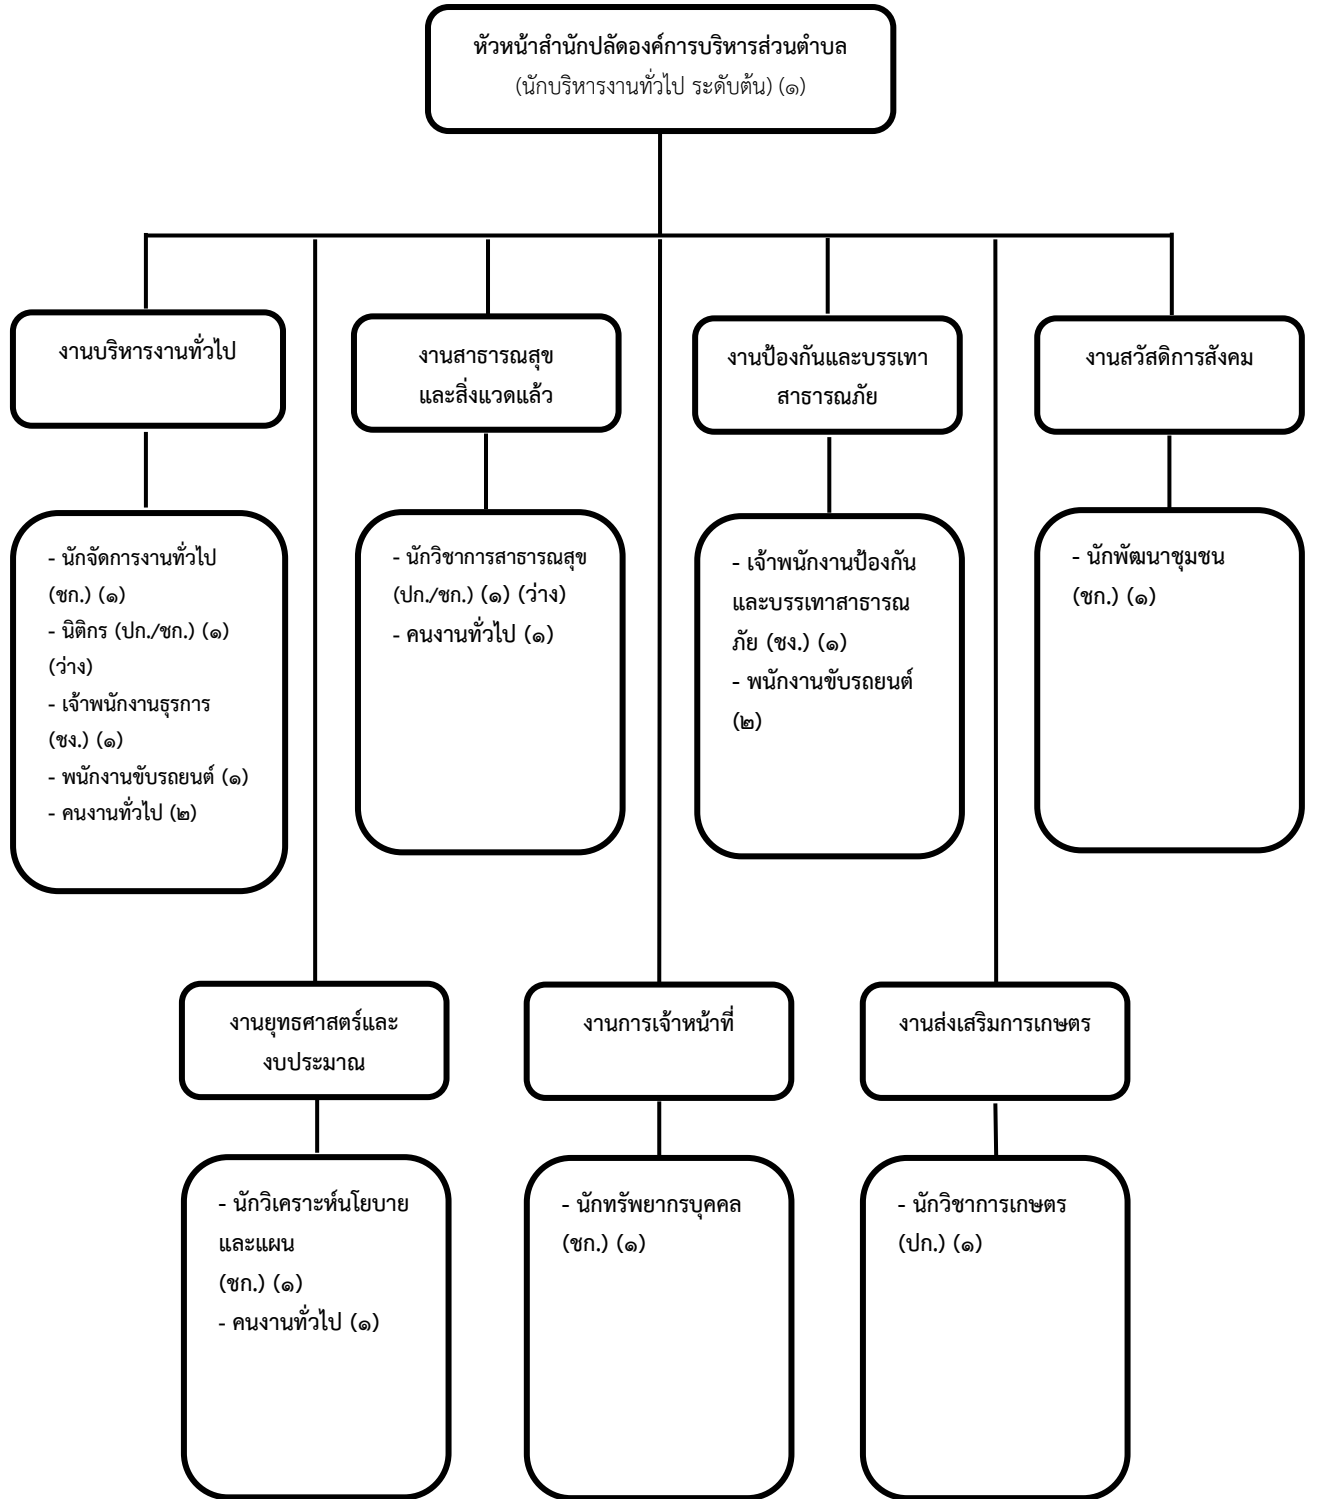 หัวหน้าสำนักปลัดองค์การบริหารส่วนตำบล
(นักบริหารงานทั่วไป ระดับต้น) (๑)
งานบริหารงานทั่วไป
งานสาธารณสุข
และสิ่งแวดแล้ว
งานป้องกันและบรรเทา
สาธารณภัย
งานสวัสดิการสังคม
- นักจัดการงานทั่วไป
(ชก.) (๑)
- นิติกร (ปก./ชก.) (๑)
(ว่าง)
- เจ้าพนักงานธุรการ
(ชง.) (๑)
- พนักงานขับรถยนต์ (๑)
- คนงานทั่วไป (๒)
- นักวิชาการสาธารณสุข
(ปก./ชก.) (๑) (ว่าง)
- คนงานทั่วไป (๑)
- เจ้าพนักงานป้องกัน
และบรรเทาสาธารณ
ภัย (ชง.) (๑)
- พนักงานขับรถยนต์
(๒)
- นักพัฒนาชุมชน
(ชก.) (๑)
งานยุทธศาสตร์และ
งบประมาณ
งานการเจ้าหน้าที่
งานส่งเสริมการเกษตร
- นักวิเคราะห์นโยบาย
และแผน
(ชก.) (๑)
- คนงานทั่วไป (๑)
- นักทรัพยากรบุคคล
(ชก.) (๑)
- นักวิชาการเกษตร
(ปก.) (๑)